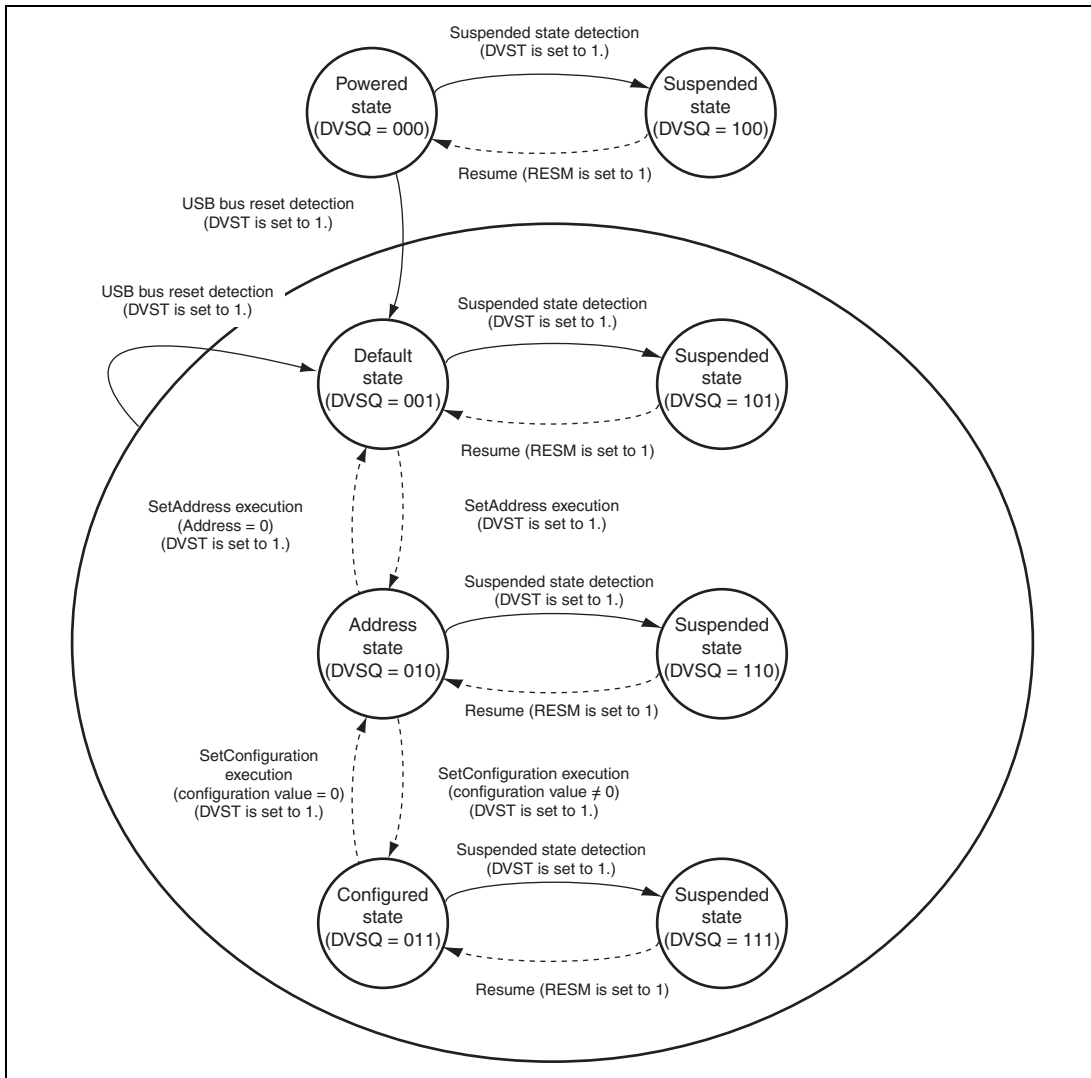 Suspended state detection
(DVST is set to 1.)
Powered
state
(DVSQ = 000)
Suspended
state
(DVSQ = 100)
Resume (RESM is set to 1)
USB bus reset detection
(DVST is set to 1.)
USB bus reset detection
(DVST is set to 1.)
Suspended state detection
(DVST is set to 1.)
Default
state
(DVSQ = 001)
Suspended
state
(DVSQ = 101)
Resume (RESM is set to 1)
SetAddress execution
(Address = 0)
(DVST is set to 1.)
SetAddress execution
(DVST is set to 1.)
Suspended state detection
(DVST is set to 1.)
Address
state
(DVSQ = 010)
Suspended
state
(DVSQ = 110)
Resume (RESM is set to 1)
SetConfiguration
execution
(configuration value = 0)
(DVST is set to 1.)
SetConfiguration execution
(configuration value ≠ 0)
(DVST is set to 1.)
Suspended state detection
(DVST is set to 1.)
Configured
state
(DVSQ = 011)
Suspended
state
(DVSQ = 111)
Resume (RESM is set to 1)